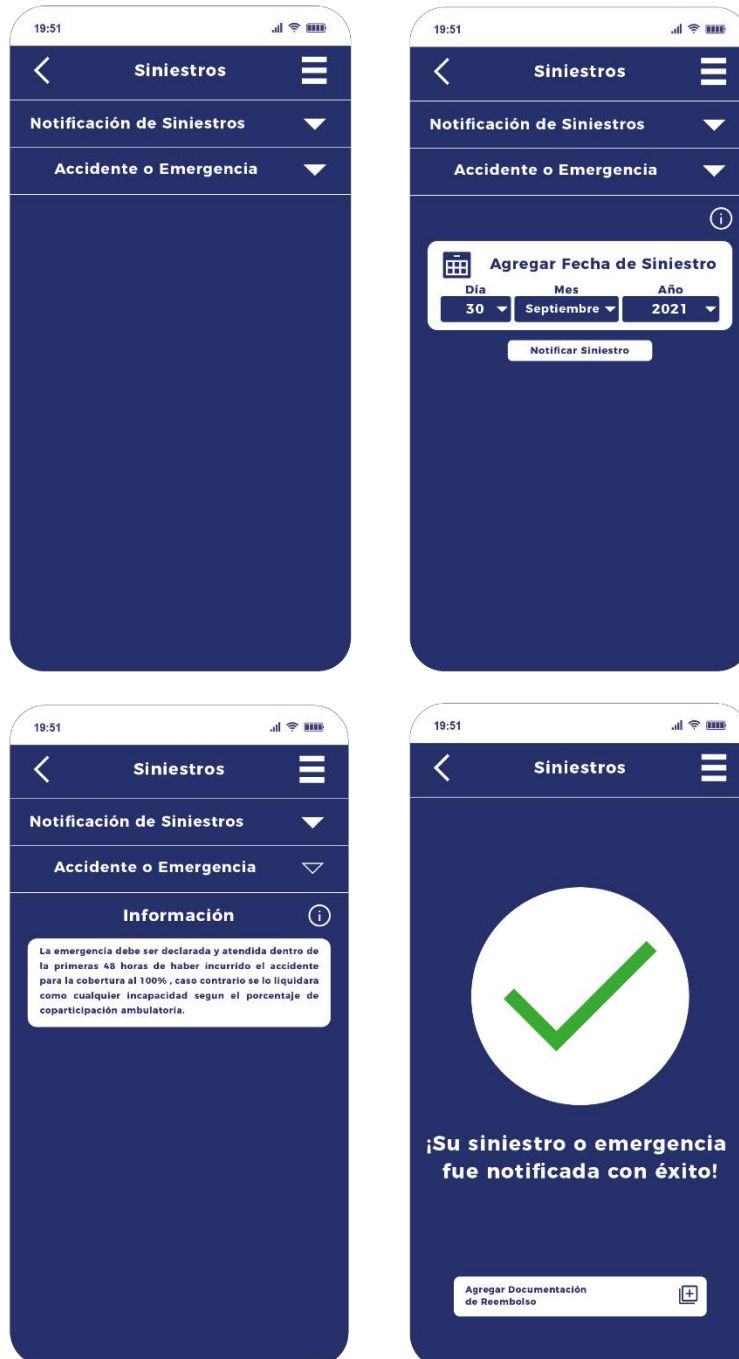 19:51
Siniestros
Notificación de Siniestros
Accidente o Emergencia
19:51
Siniestros
Notificación de Siniestros
Accidente o Emergencia
Agregar Fecha de Siniestro
Día Mes Año
30 Septiembre 2021
Notificar Siniestro
19:51
Siniestros
Notificación de Siniestros
Accidente o Emergencia
Información
La emergencia debe ser declarada y atendida dentro de
la primeras 48 horas de haber incurrido el accidente
para la cobertura al 100% , caso contrario se lo liquidara
como cualquier incapacidad segun el porcentaje de
coparticipación ambulatoria.
19:51
Siniestros
¡Su siniestro o emergencia
fue notificada con éxito!
Agregar Documentación
de Reembolso